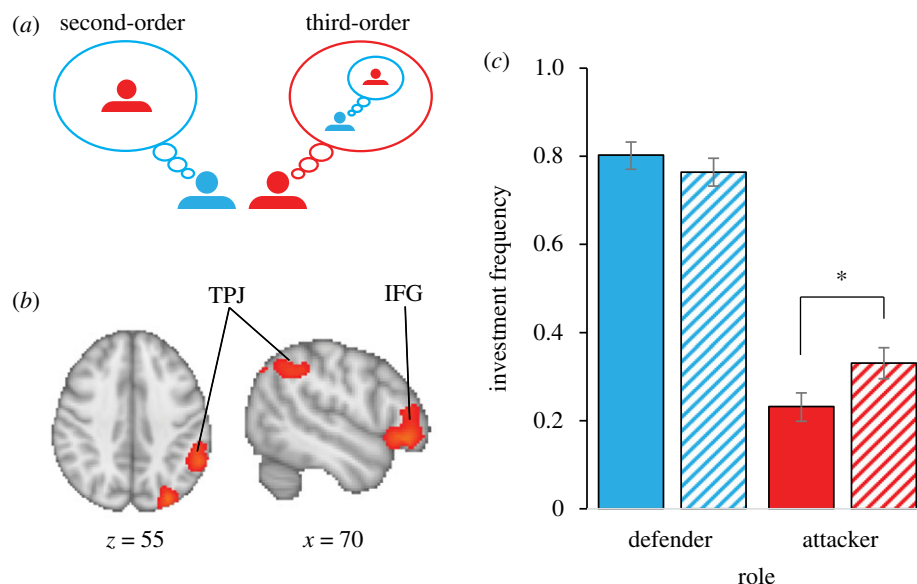 (a)
second-order
third-order
(b)
TPJ
IFG
z = 55
x = 70
(c)
1.0
0.8
0.6
0.4
0.2
0
investment frequency
*
defender
attacker
role